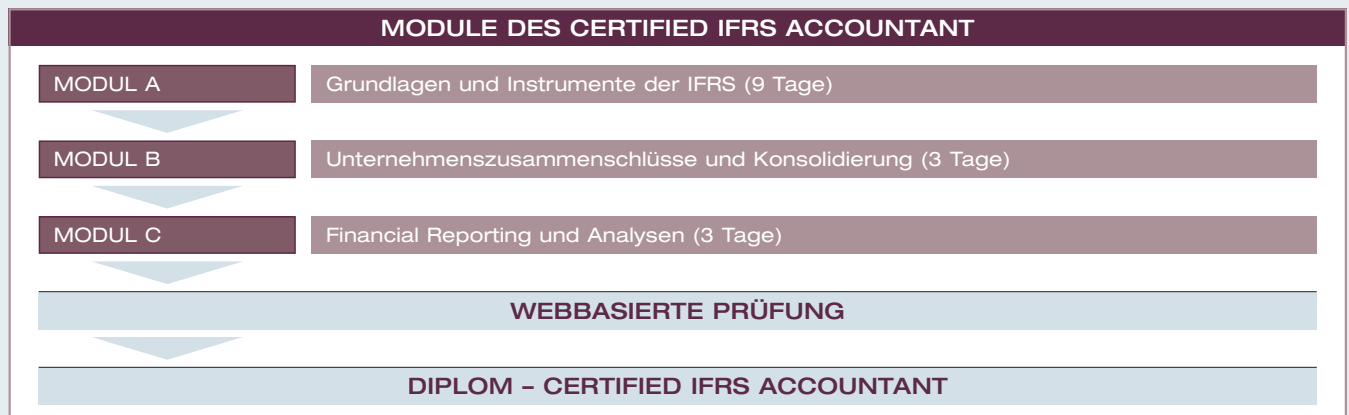 MODULE DES CERTIFIED IFRS ACCOUNTANT
MODUL A
Grundlagen und Instrumente der IFRS (9 Tage)
MODUL B
Unternehmenszusammenschlüsse und Konsolidierung (3 Tage)
MODUL C
Financial Reporting und Analysen (3 Tage)
WEBBASIERTE PRÜFUNG
DIPLOM – CERTIFIED IFRS ACCOUNTANT